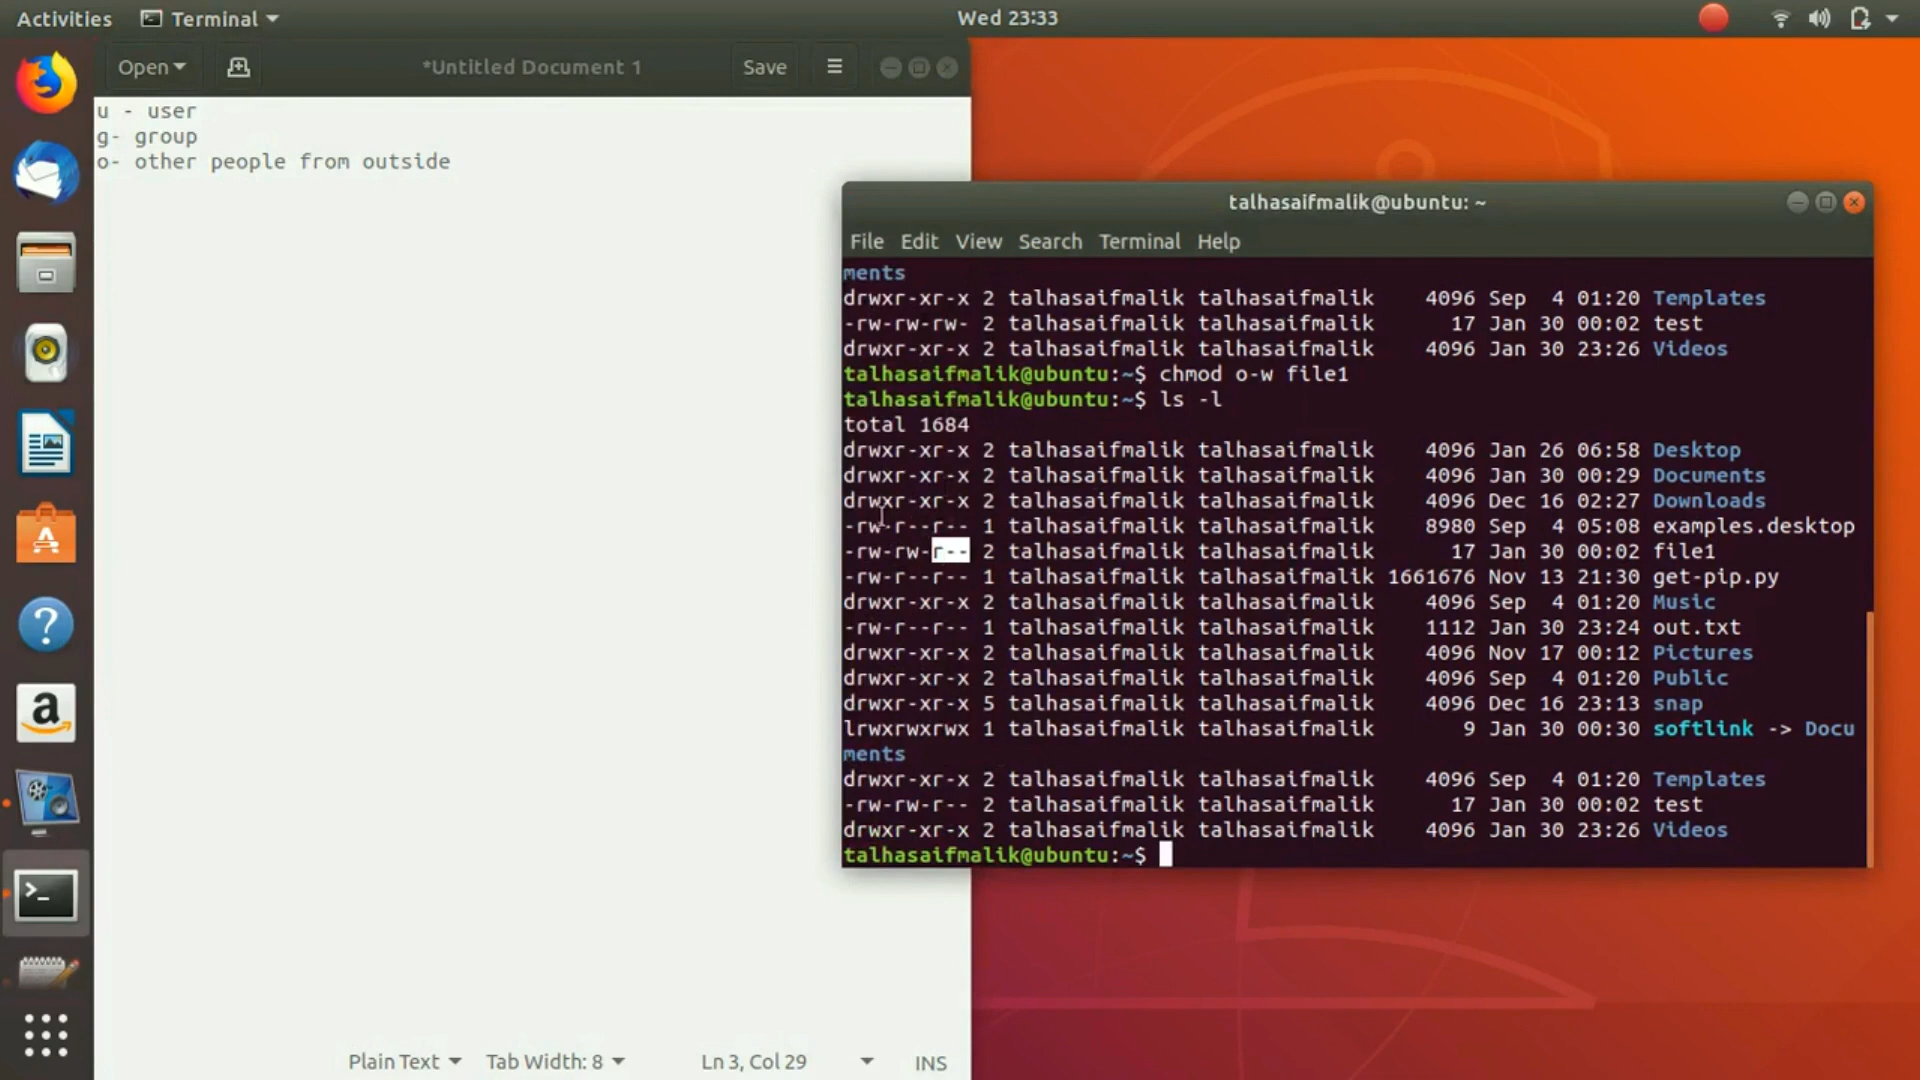 Activities Terminal Wed 23:33
Open *Untitled Document 1 Save
u - user
g- group
o- other people from outside
Plain Text Tab Width: 8 Ln 3, Col 29 INS
talhasaifmalik@ubuntu: ~
File Edit View Search Terminal Help
ments
drwxr-xr-x 2 talhasaifmalik talhasaifmalik    4096 Sep  4 01:20 Templates
-rw-rw-rw- 2 talhasaifmalik talhasaifmalik      17 Jan 30 00:02 test
drwxr-xr-x 2 talhasaifmalik talhasaifmalik    4096 Jan 30 23:26 Videos
talhasaifmalik@ubuntu:~$ chmod o-w file1
talhasaifmalik@ubuntu:~$ ls -l
total 1684
drwxr-xr-x 2 talhasaifmalik talhasaifmalik    4096 Jan 26 06:58 Desktop
drwxr-xr-x 2 talhasaifmalik talhasaifmalik    4096 Jan 30 00:29 Documents
drwxr-xr-x 2 talhasaifmalik talhasaifmalik    4096 Dec 16 02:27 Downloads
-rw-r--r-- 1 talhasaifmalik talhasaifmalik    8980 Sep  4 05:08 examples.desktop
-rw-rw-r-- 2 talhasaifmalik talhasaifmalik      17 Jan 30 00:02 file1
-rw-r--r-- 1 talhasaifmalik talhasaifmalik 1661676 Nov 13 21:30 get-pip.py
drwxr-xr-x 2 talhasaifmalik talhasaifmalik    4096 Sep  4 01:20 Music
-rw-r--r-- 1 talhasaifmalik talhasaifmalik    1112 Jan 30 23:24 out.txt
drwxr-xr-x 2 talhasaifmalik talhasaifmalik    4096 Nov 17 00:12 Pictures
drwxr-xr-x 2 talhasaifmalik talhasaifmalik    4096 Sep  4 01:20 Public
drwxr-xr-x 5 talhasaifmalik talhasaifmalik    4096 Dec 16 23:13 snap
lrwxrwxrwx 1 talhasaifmalik talhasaifmalik       9 Jan 30 00:30 softlink -> Docu
ments
drwxr-xr-x 2 talhasaifmalik talhasaifmalik    4096 Sep  4 01:20 Templates
-rw-rw-r-- 2 talhasaifmalik talhasaifmalik      17 Jan 30 00:02 test
drwxr-xr-x 2 talhasaifmalik talhasaifmalik    4096 Jan 30 23:26 Videos
talhasaifmalik@ubuntu:~$